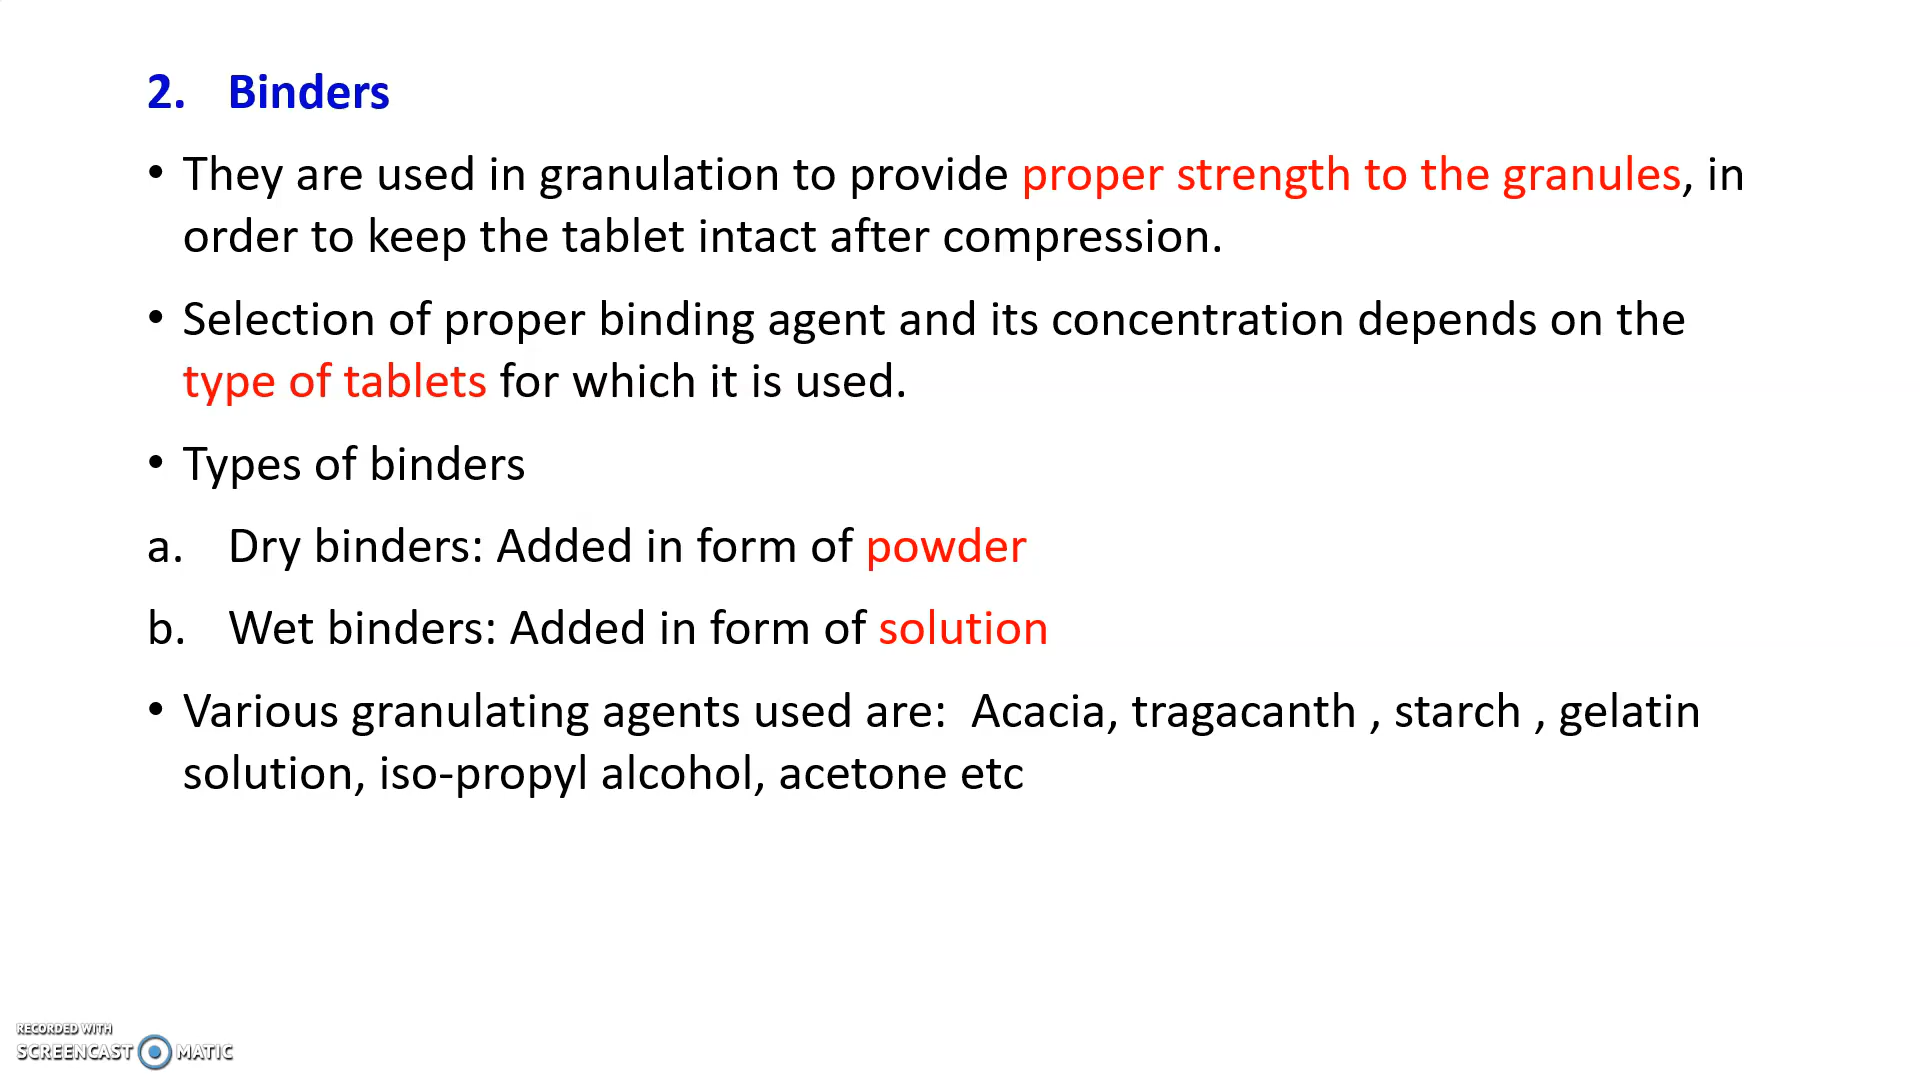 2. Binders
• They are used in granulation to provide proper strength to the granules, in
order to keep the tablet intact after compression.
• Selection of proper binding agent and its concentration depends on the
type of tablets for which it is used.
• Types of binders
a. Dry binders: Added in form of powder
b. Wet binders: Added in form of solution
• Various granulating agents used are:  Acacia, tragacanth , starch , gelatin
solution, iso-propyl alcohol, acetone etc
RECORDED WITH
SCREENCAST MATIC